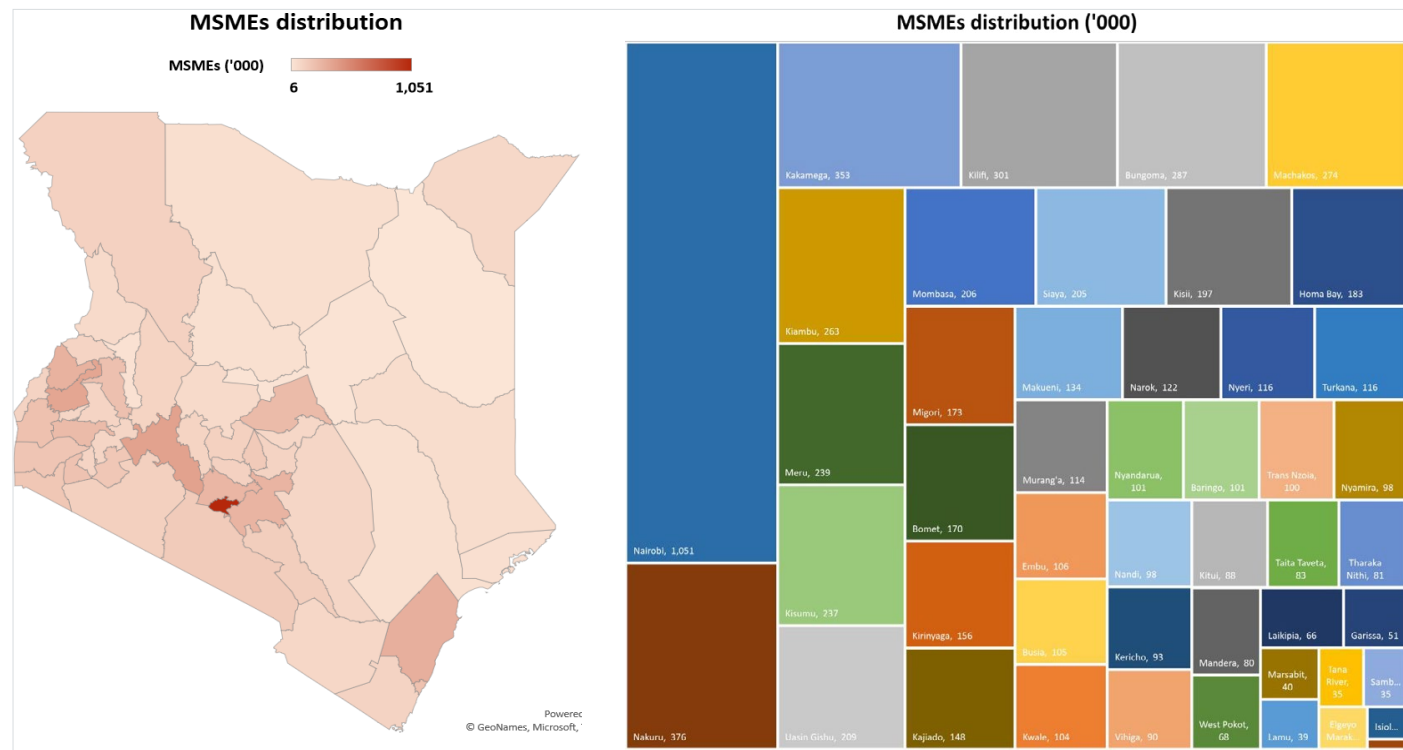 MSMEs distribution
MSMEs ('000)
6
1,051
Powered
© GeoNames, Microsoft,
MSMEs distribution ('000)
Nairobi, 1,051
Nakuru, 376
Kakamega, 353
Kilifi, 301
Bungoma, 287
Machakos, 274
Kiambu, 263
Meru, 239
Kisumu, 237
Uasin Gishu, 209
Mombasa, 206
Siaya, 205
Kisii, 197
Homa Bay, 183
Migori, 173
Bomet, 170
Kirinyaga, 156
Kajiado, 148
Makueni, 134
Narok, 122
Nyeri, 116
Turkana, 116
Murang'a, 114
Embu, 106
Busia, 105
Kwale, 104
Nyandarua,
101
Baringo, 101
Trans Nzoia,
100
Nyamira, 98
Nandi, 98
Kericho, 93
Vihiga, 90
Kitui, 88
Taita Taveta,
83
Tharaka
Nithi, 81
Mandera, 80
West Pokot,
68
Laikipia, 66
Garissa, 51
Marsabit,
40
Lamu, 39
Tana
River,
35
Samb...
35
Elgeyo
Marak...
Isiol...